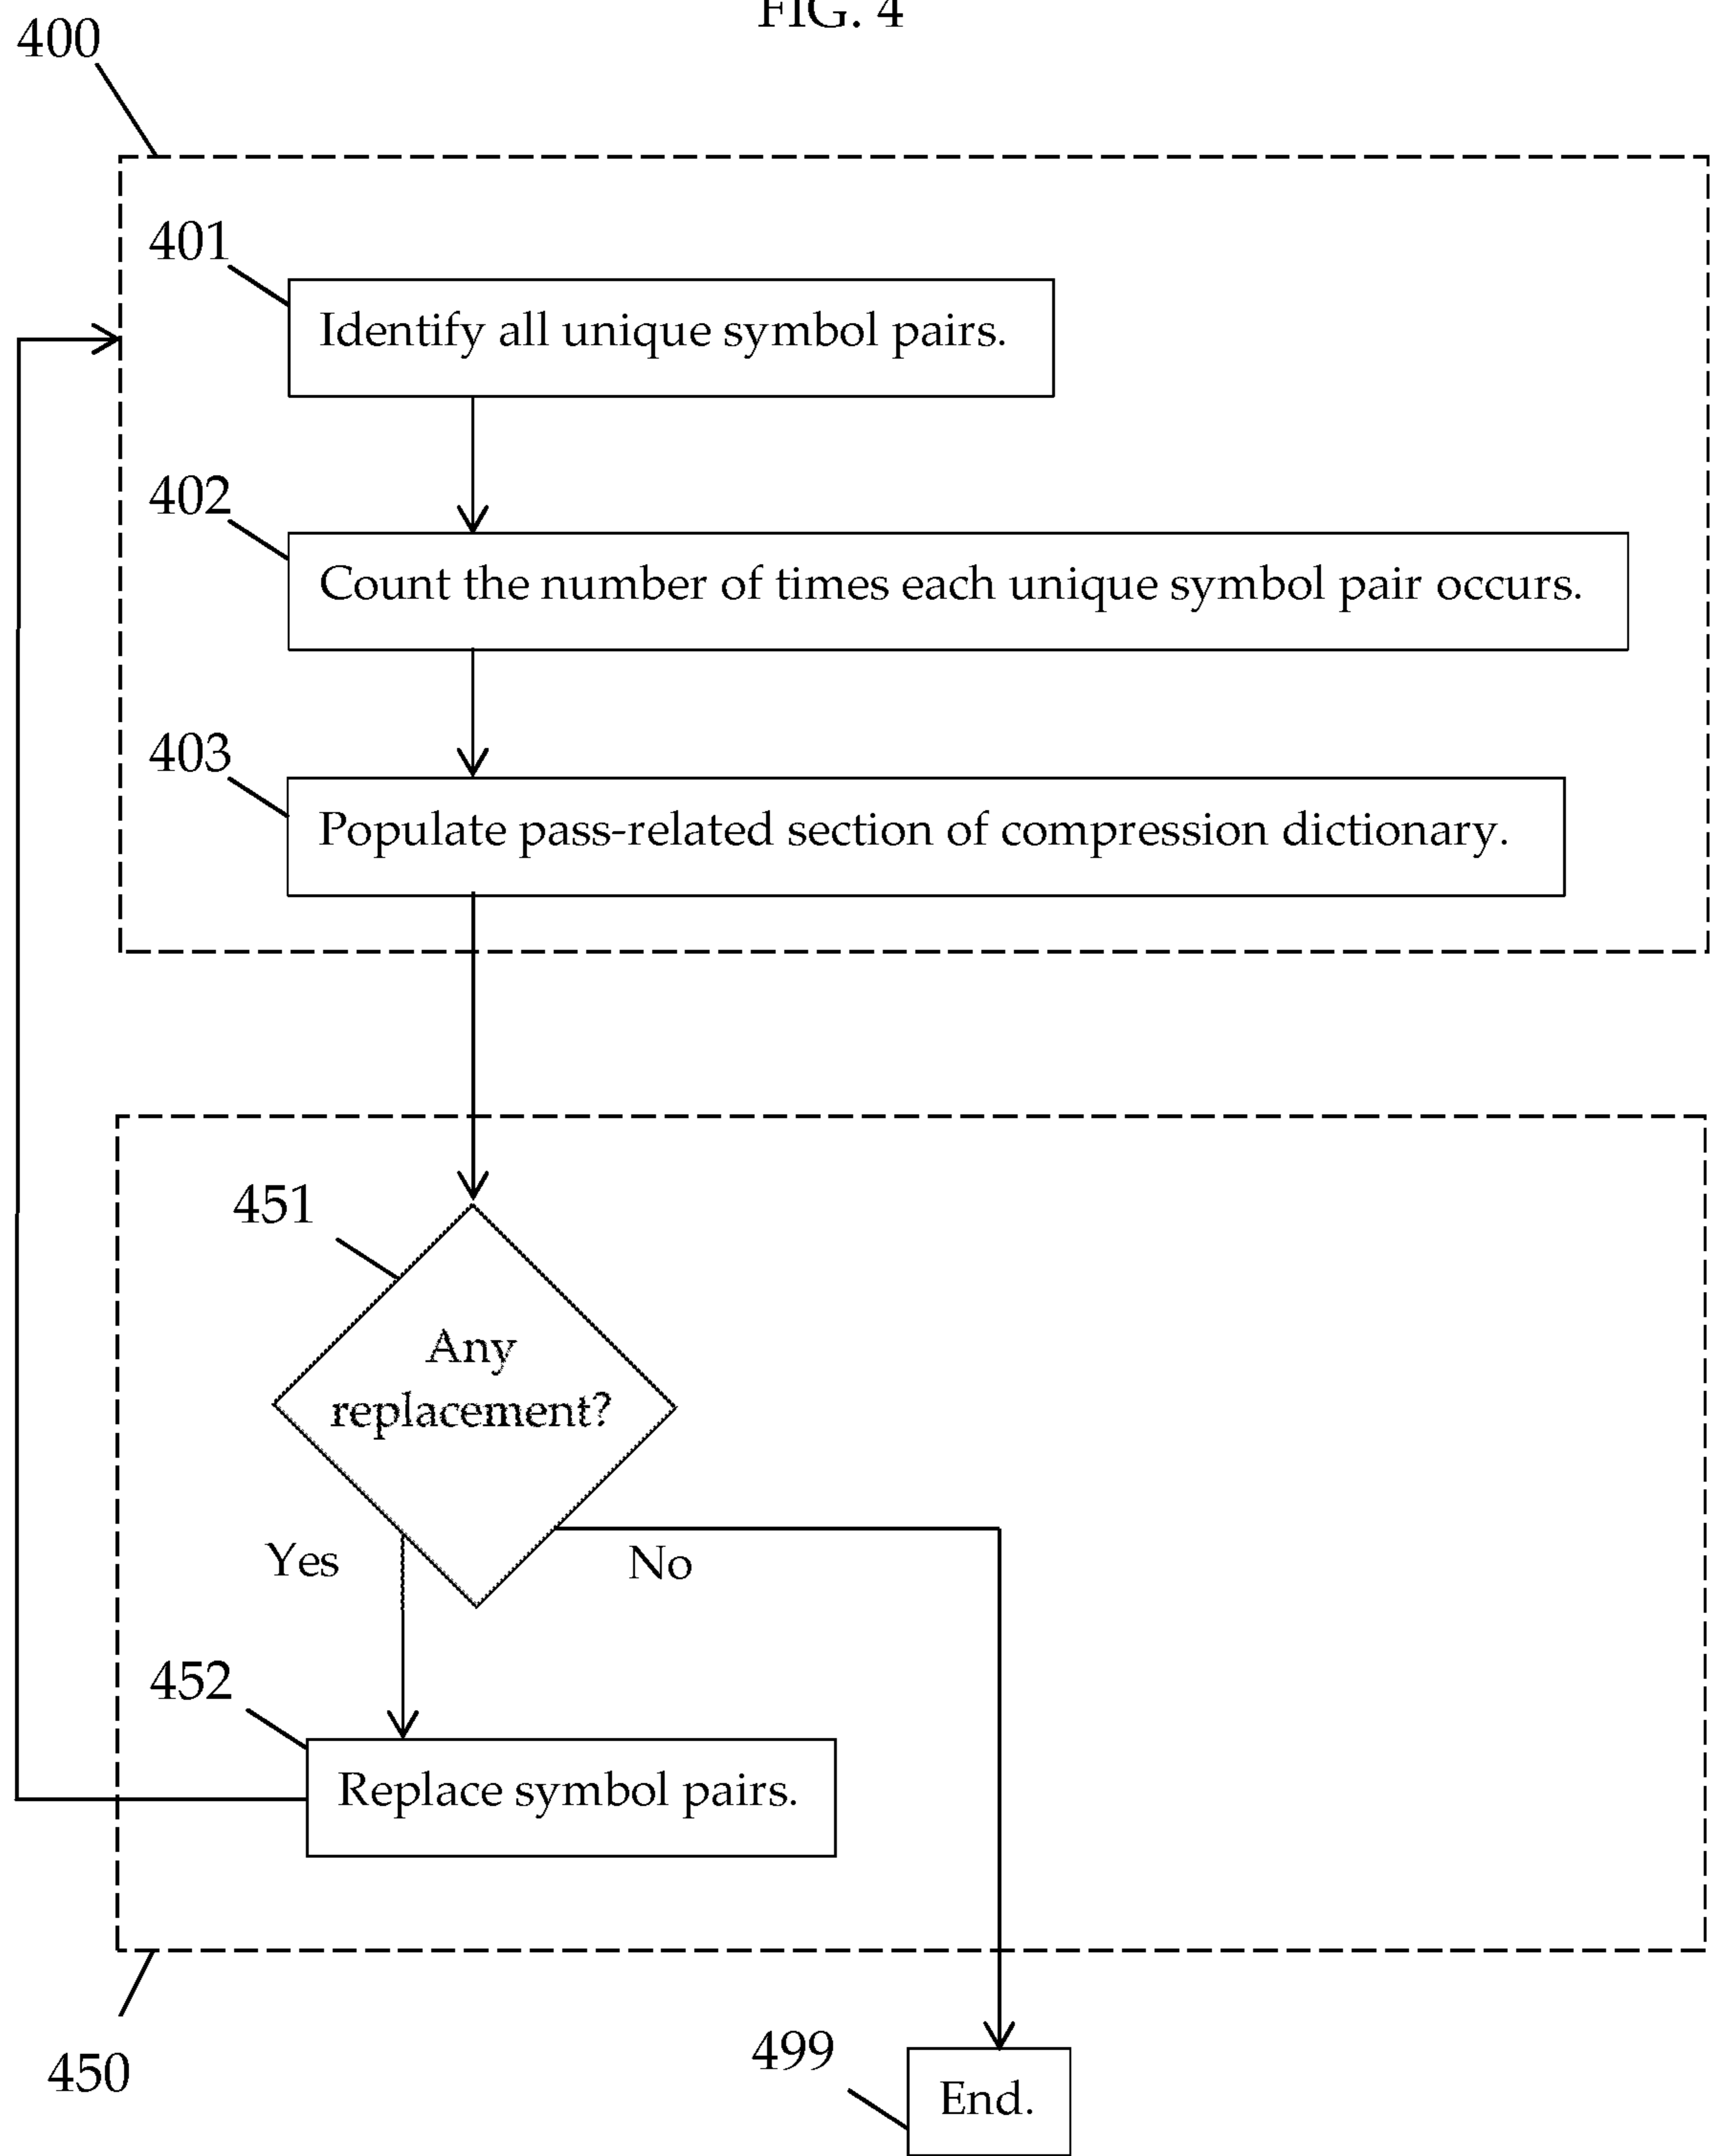 FIG. 4
400
401
Identify all unique symbol pairs.
402
Count the number of times each unique symbol pair occurs.
403
Populate pass-related section of compression dictionary.
451
Any
replacement?
Yes
No
452
Replace symbol pairs.
450
499
End.